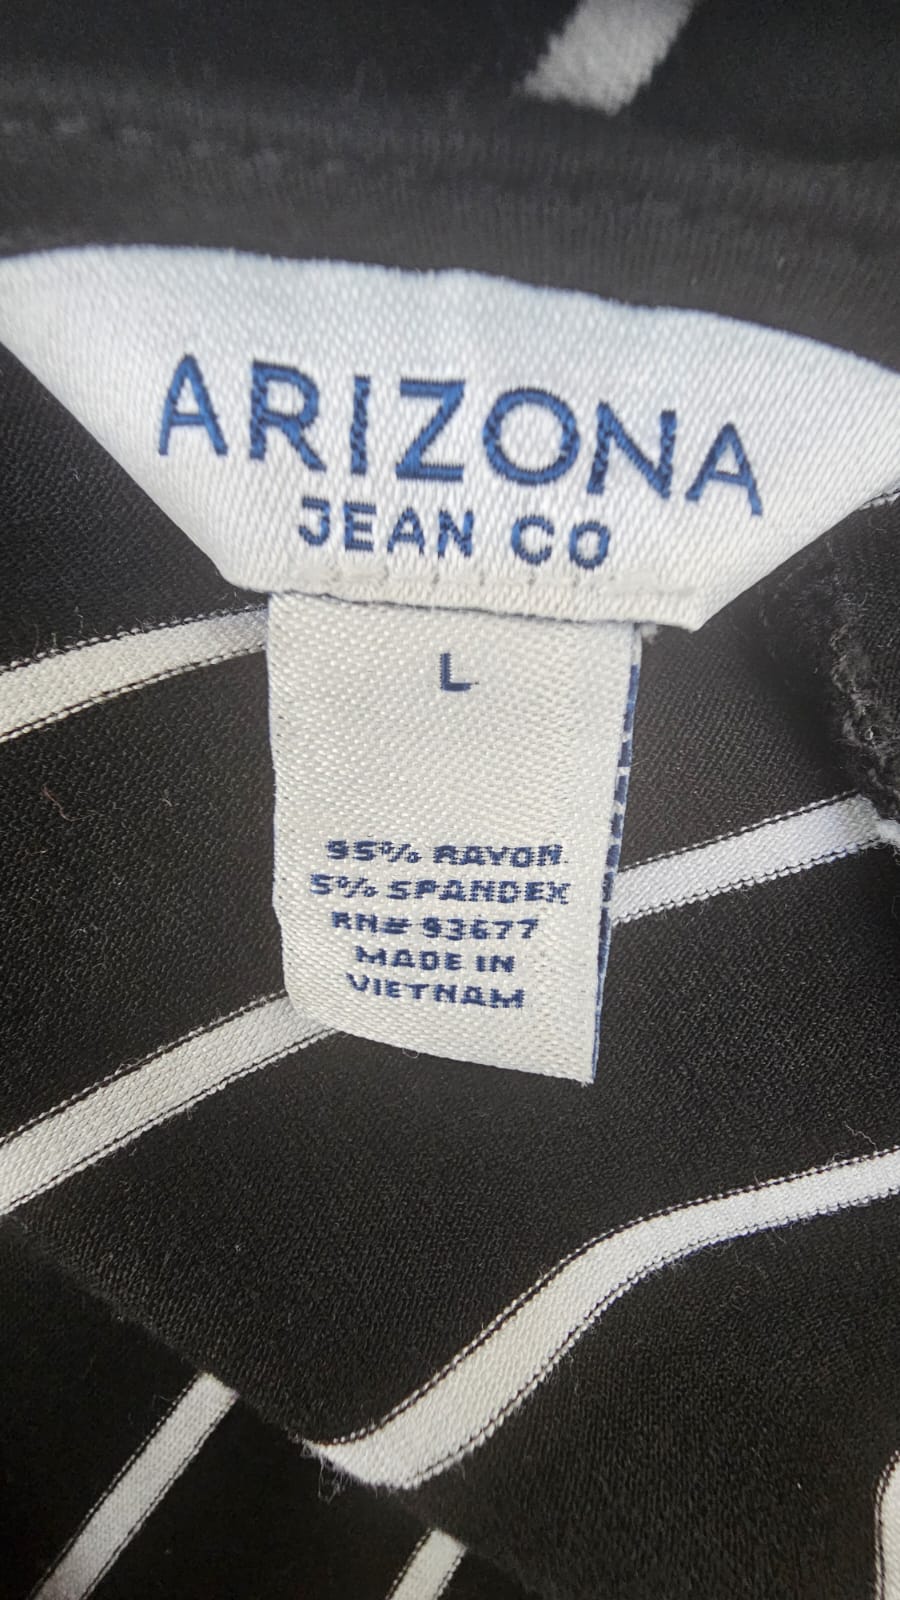 ARIZONA
JEAN CO
L
95% RAYON
5% SPANDEX
RN# 93677
MADE IN
VIETNAM